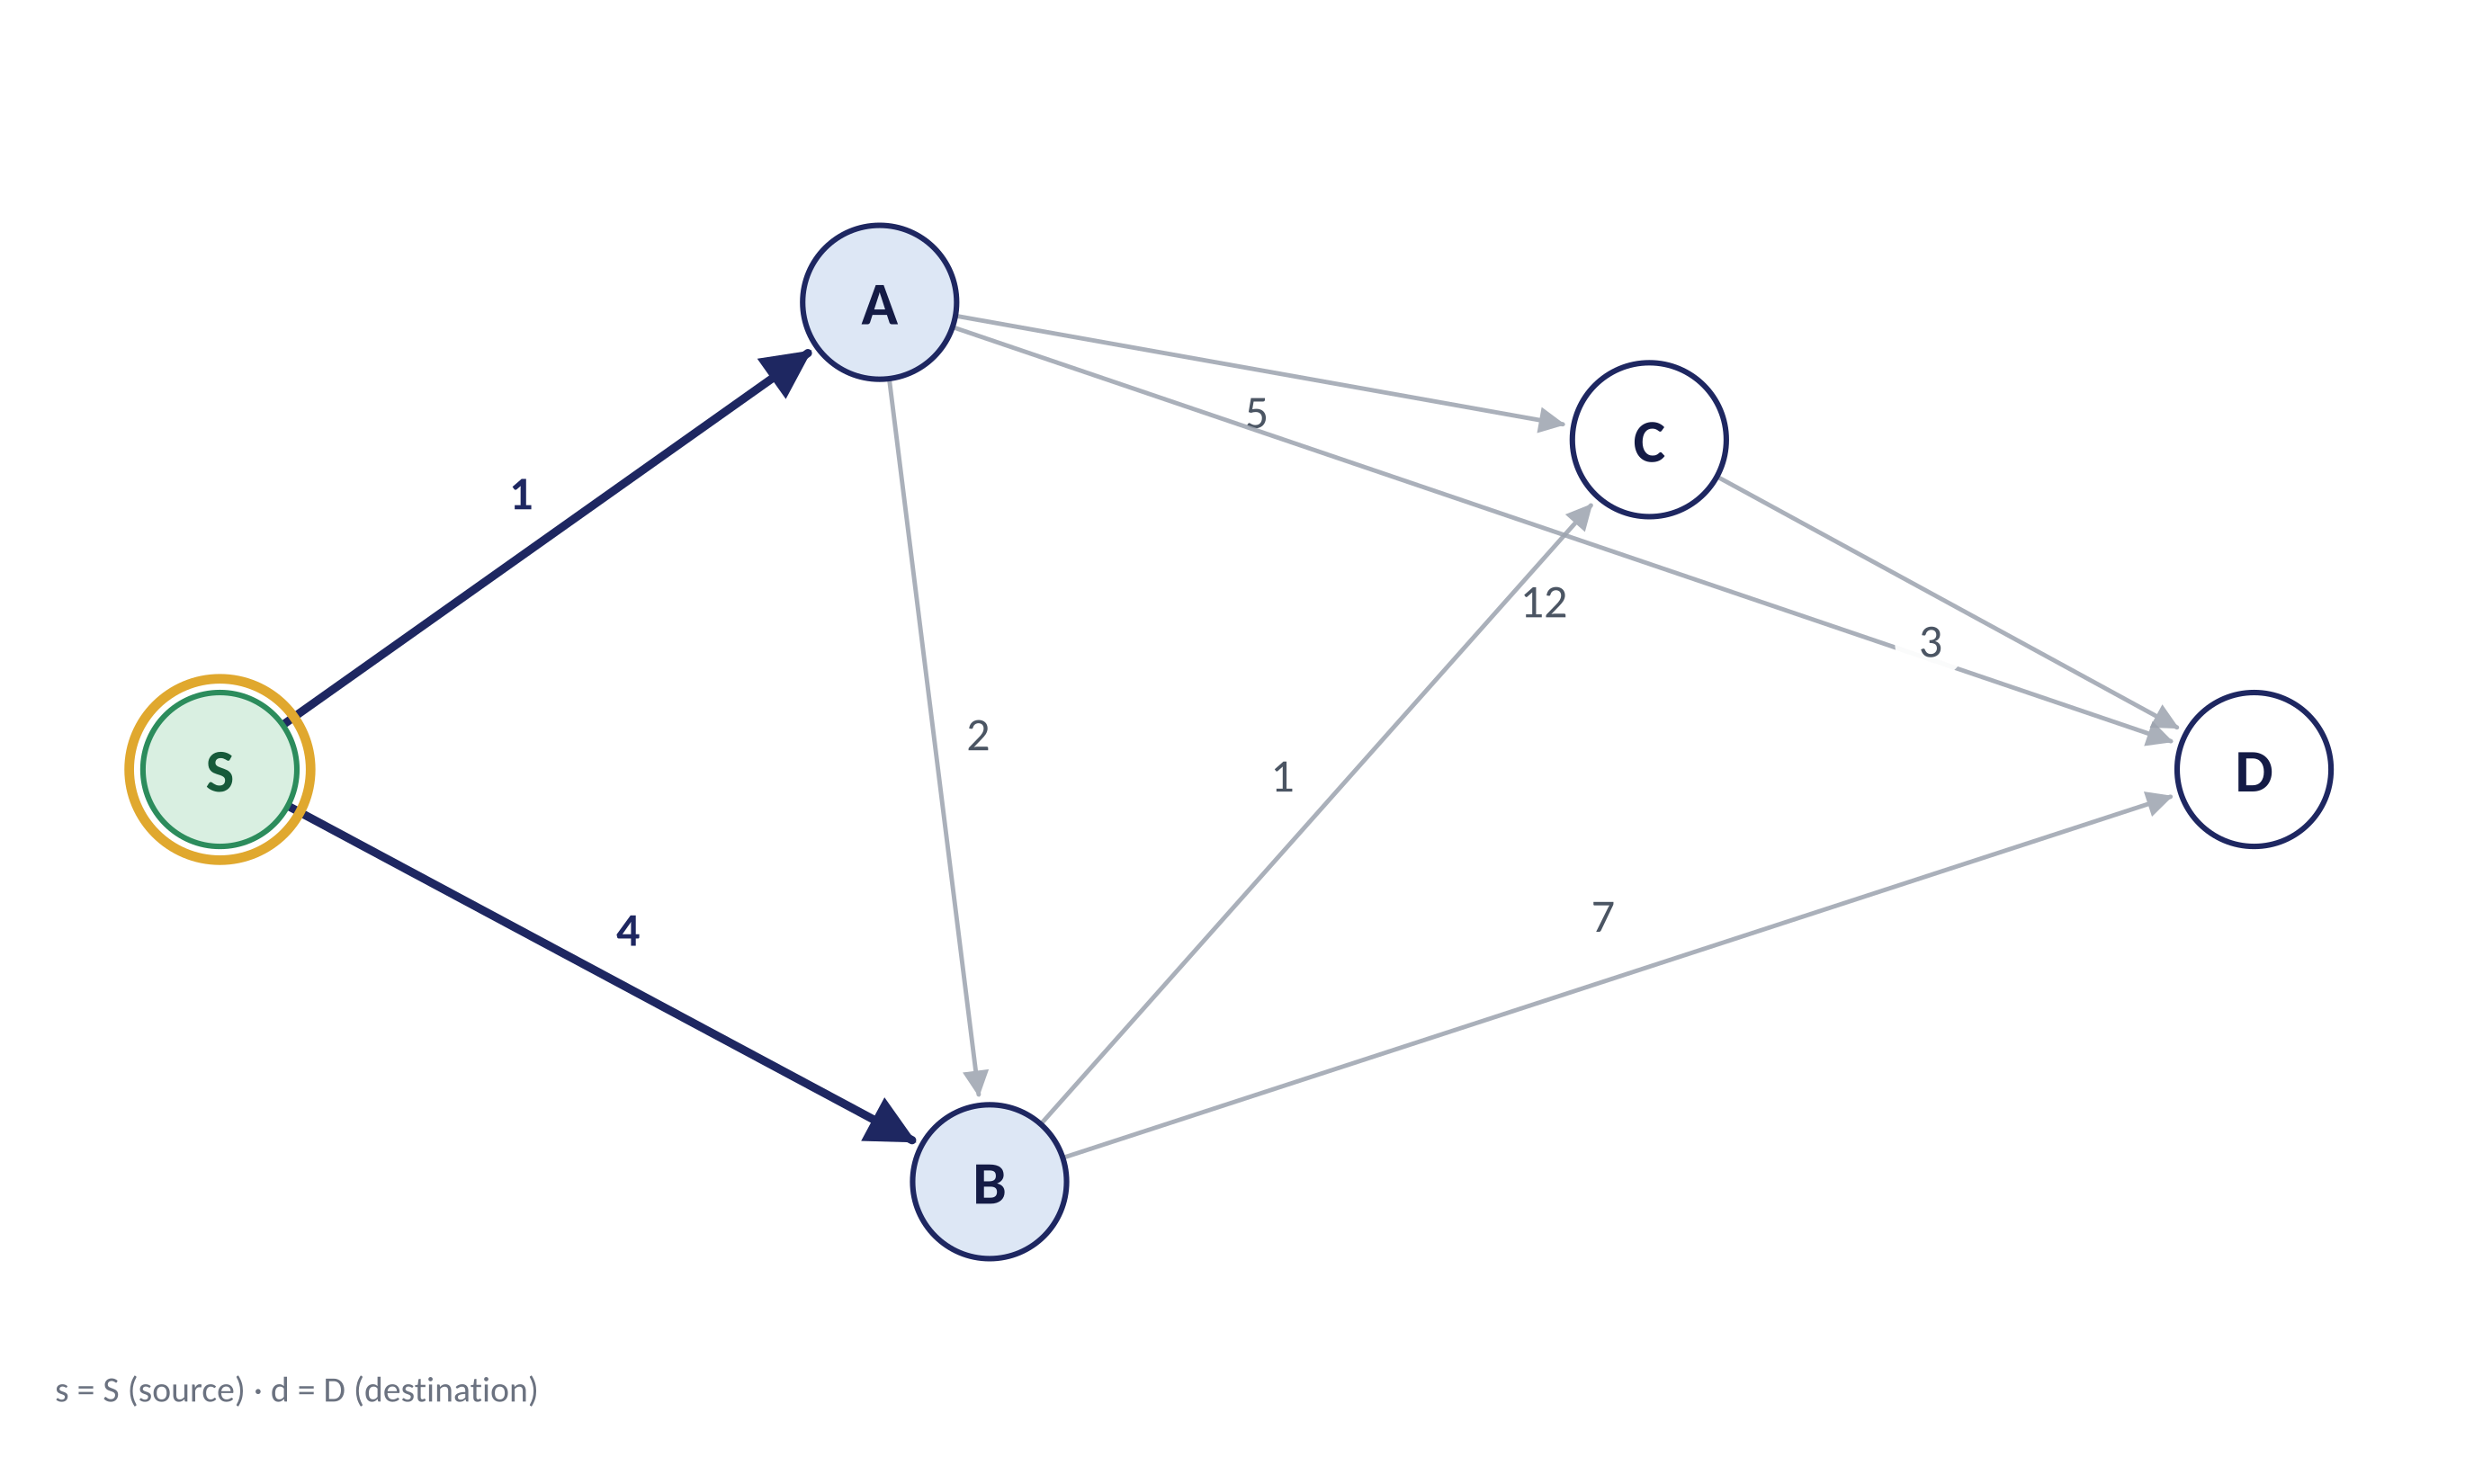 A
C
5
1
12
3
2
S
D
1
7
4
B
s = S (source) · d = D (destination)